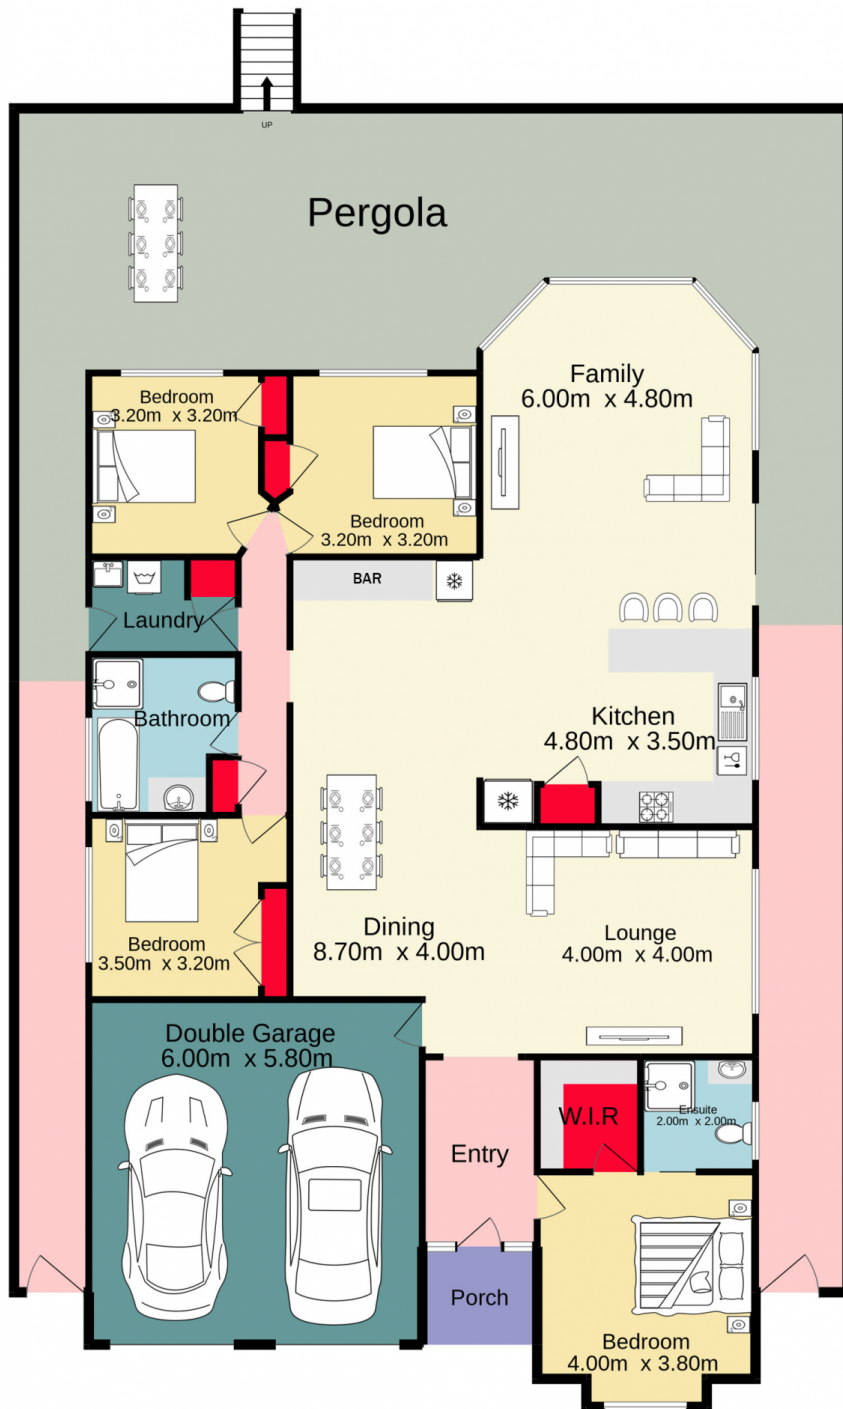 UP
Pergola
Family
6.00m x 4.80m
Bedroom
3.20m x 3.20m
Bedroom
3.20m x 3.20m
BAR
Laundry
Bathroom
Kitchen
4.80m x 3.50m
Dining
8.70m x 4.00m
Lounge
4.00m x 4.00m
Bedroom
3.50m x 3.20m
Double Garage
6.00m x 5.80m
W.I.R
Ensuite
2.00m x 2.00m
Entry
Porch
Bedroom
4.00m x 3.80m